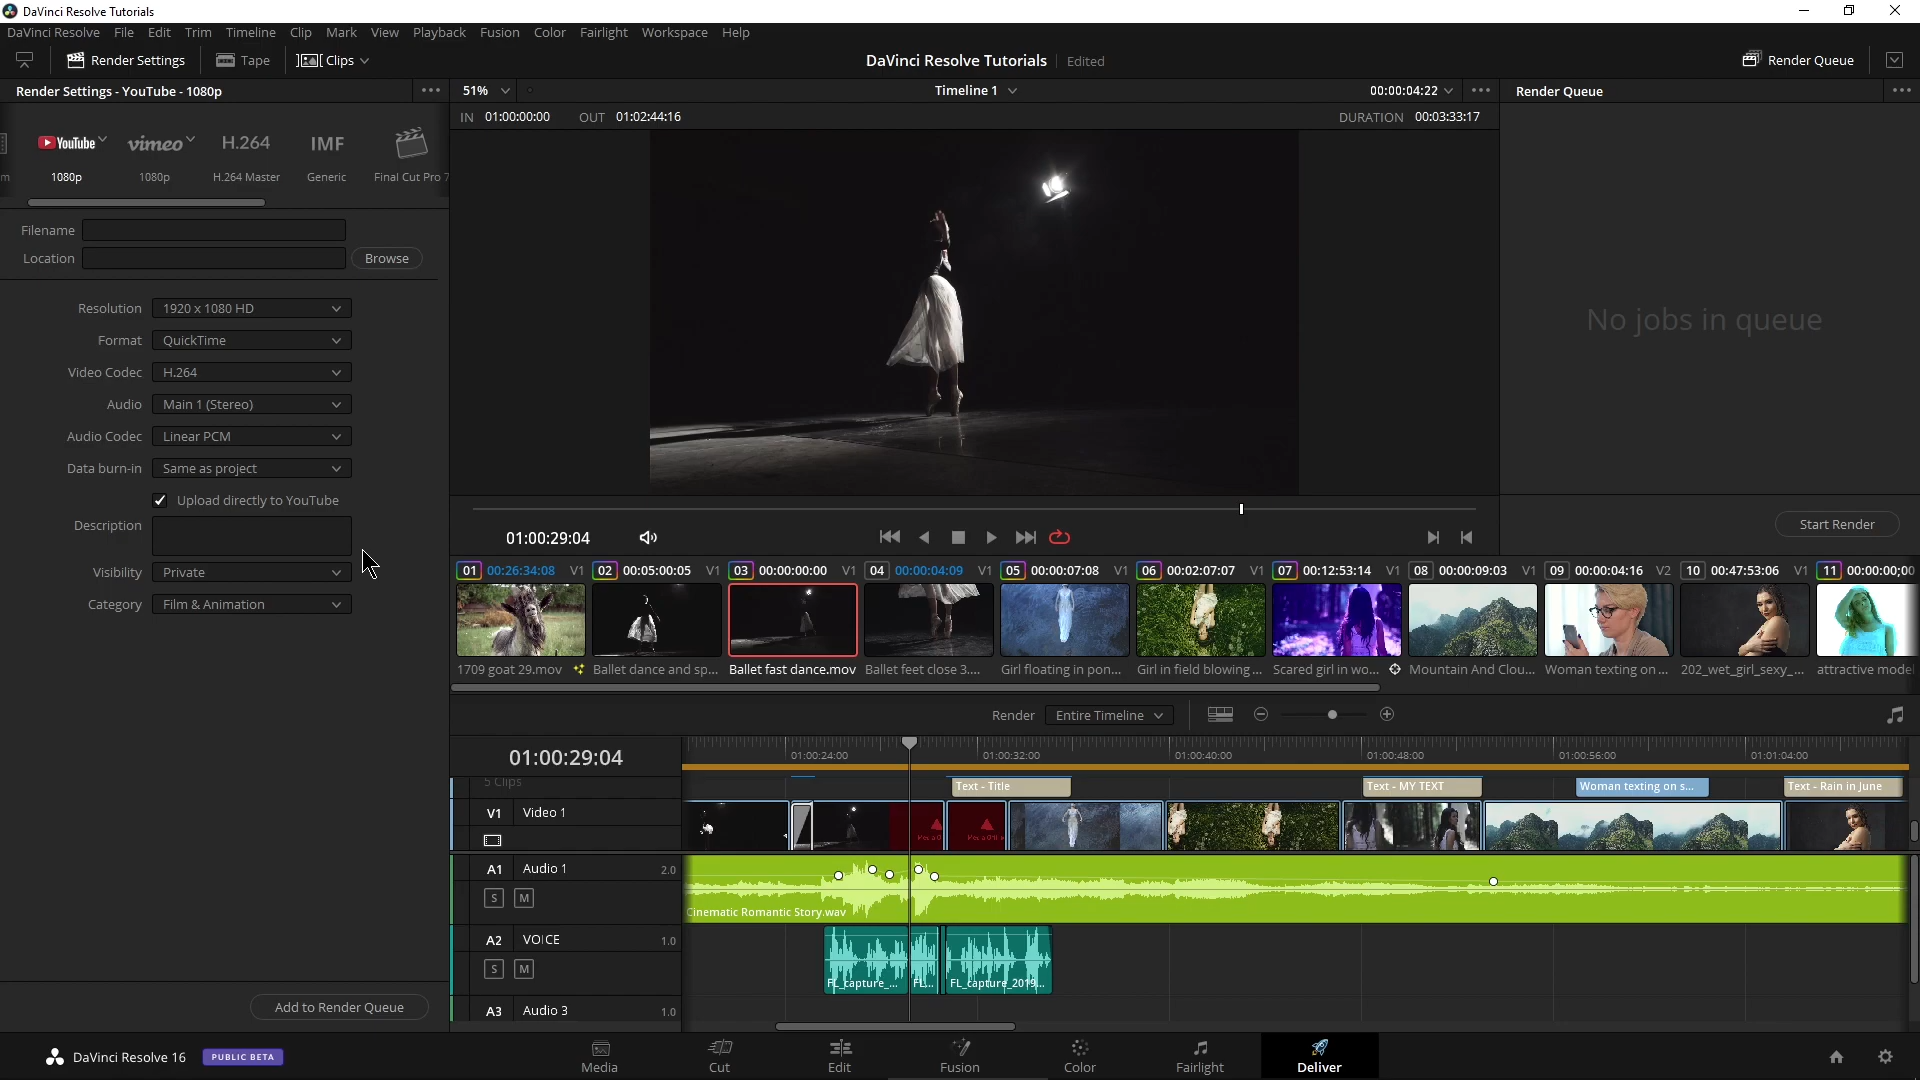 DaVinci Resolve Tutorials
DaVinci Resolve File Edit Trim Timeline Clip Mark View Playback Fusion Color Fairlight Workspace Help
Render Settings Tape Clips DaVinci Resolve Tutorials Edited Render Queue
Render Settings - YouTube - 1080p 51% Timeline 1 00:00:04:22 Render Queue
IN 01:00:00:00 OUT 01:02:44:16 DURATION 00:03:33:17
YouTube vimeo H.264 IMF
m 1080p 1080p H.264 Master Generic Final Cut Pro 7
Filename
Location Browse
Resolution 1920 x 1080 HD
Format QuickTime
Video Codec H.264
Audio Main 1 (Stereo)
Audio Codec Linear PCM
Data burn-in Same as project
Upload directly to YouTube
Description
Visibility Private
Category Film & Animation
Add to Render Queue
No jobs in queue
Start Render
01:00:29:04
01 00:26:34:08 V1 02 00:05:00:05 V1 03 00:00:00:00 V1 04 00:00:04:09 V1 05 00:00:07:08 V1 06 00:02:07:07 V1 07 00:12:53:14 V1 08 00:00:09:03 V1 09 00:00:04:16 V2 10 00:47:53:06 V1 11 00:00:00;00
1709 goat 29.mov Ballet dance and sp... Ballet fast dance.mov Ballet feet close 3.... Girl floating in pon... Girl in field blowing ... Scared girl in wo... Mountain And Clou... Woman texting on ... 202_wet_girl_sexy_... attractive model
Render Entire Timeline
01:00:29:04 01:00:24:00 01:00:32:00 01:00:40:00 01:00:48:00 01:00:56:00 01:01:04:00
5 Clips Text - Title Text - MY TEXT Woman texting on s... Text - Rain in June
V1 Video 1
A1 Audio 1 2.0
S M
Cinematic Romantic Story.wav
A2 VOICE 1.0
S M
FL_capture_... FL... FL_capture_2019...
A3 Audio 3 1.0
DaVinci Resolve 16 PUBLIC BETA Media Cut Edit Fusion Color Fairlight Deliver